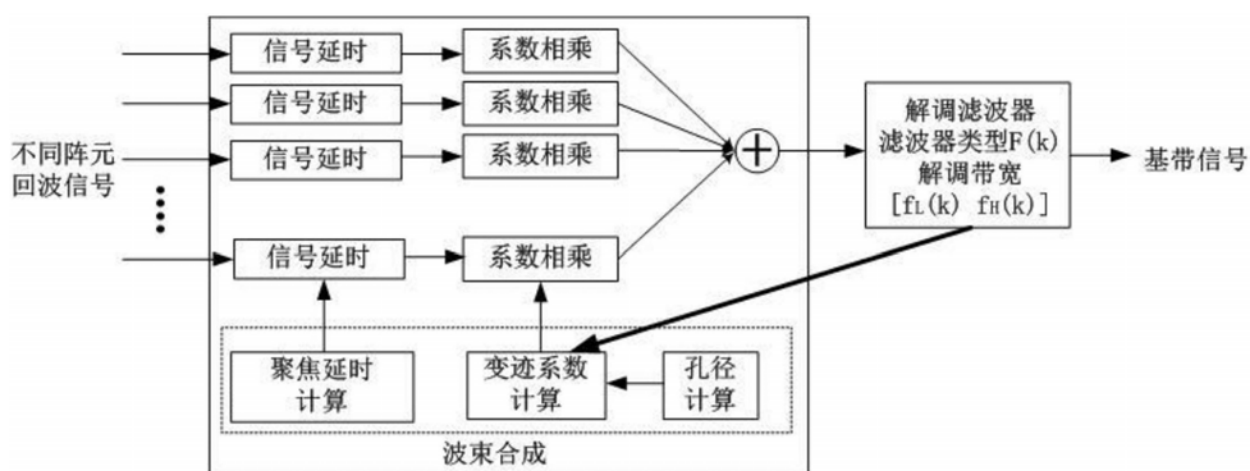 信号延时
系数相乘
信号延时
系数相乘
信号延时
系数相乘
不同阵元
回波信号
信号延时
系数相乘
解调滤波器
滤波器类型F(k)
解调带宽
[fL(k) fH(k)]
基带信号
聚焦延时
计算
变迹系数
计算
孔径
计算
波束合成